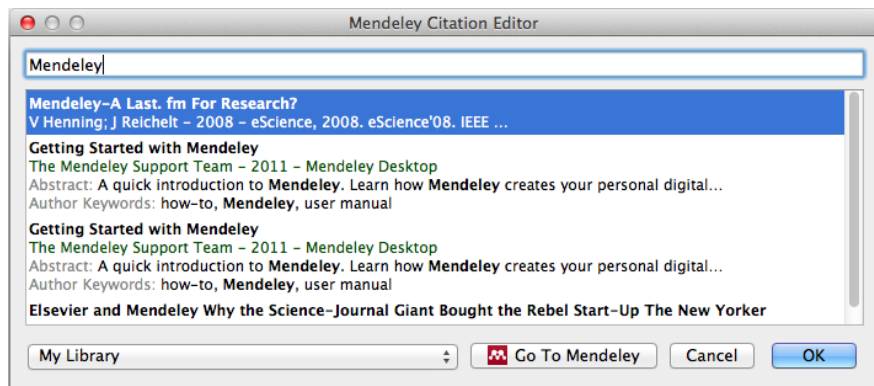 Mendeley Citation Editor
Mendeley
Mendeley–A Last. fm For Research?
V Henning; J Reichelt – 2008 – eScience, 2008. eScience'08. IEEE ...
Getting Started with Mendeley
The Mendeley Support Team – 2011 – Mendeley Desktop
Abstract: A quick introduction to Mendeley. Learn how Mendeley creates your personal digital...
Author Keywords: how-to, Mendeley, user manual
Getting Started with Mendeley
The Mendeley Support Team – 2011 – Mendeley Desktop
Abstract: A quick introduction to Mendeley. Learn how Mendeley creates your personal digital...
Author Keywords: how-to, Mendeley, user manual
Elsevier and Mendeley Why the Science–Journal Giant Bought the Rebel Start–Up The New Yorker
My Library
Go To Mendeley
Cancel
OK